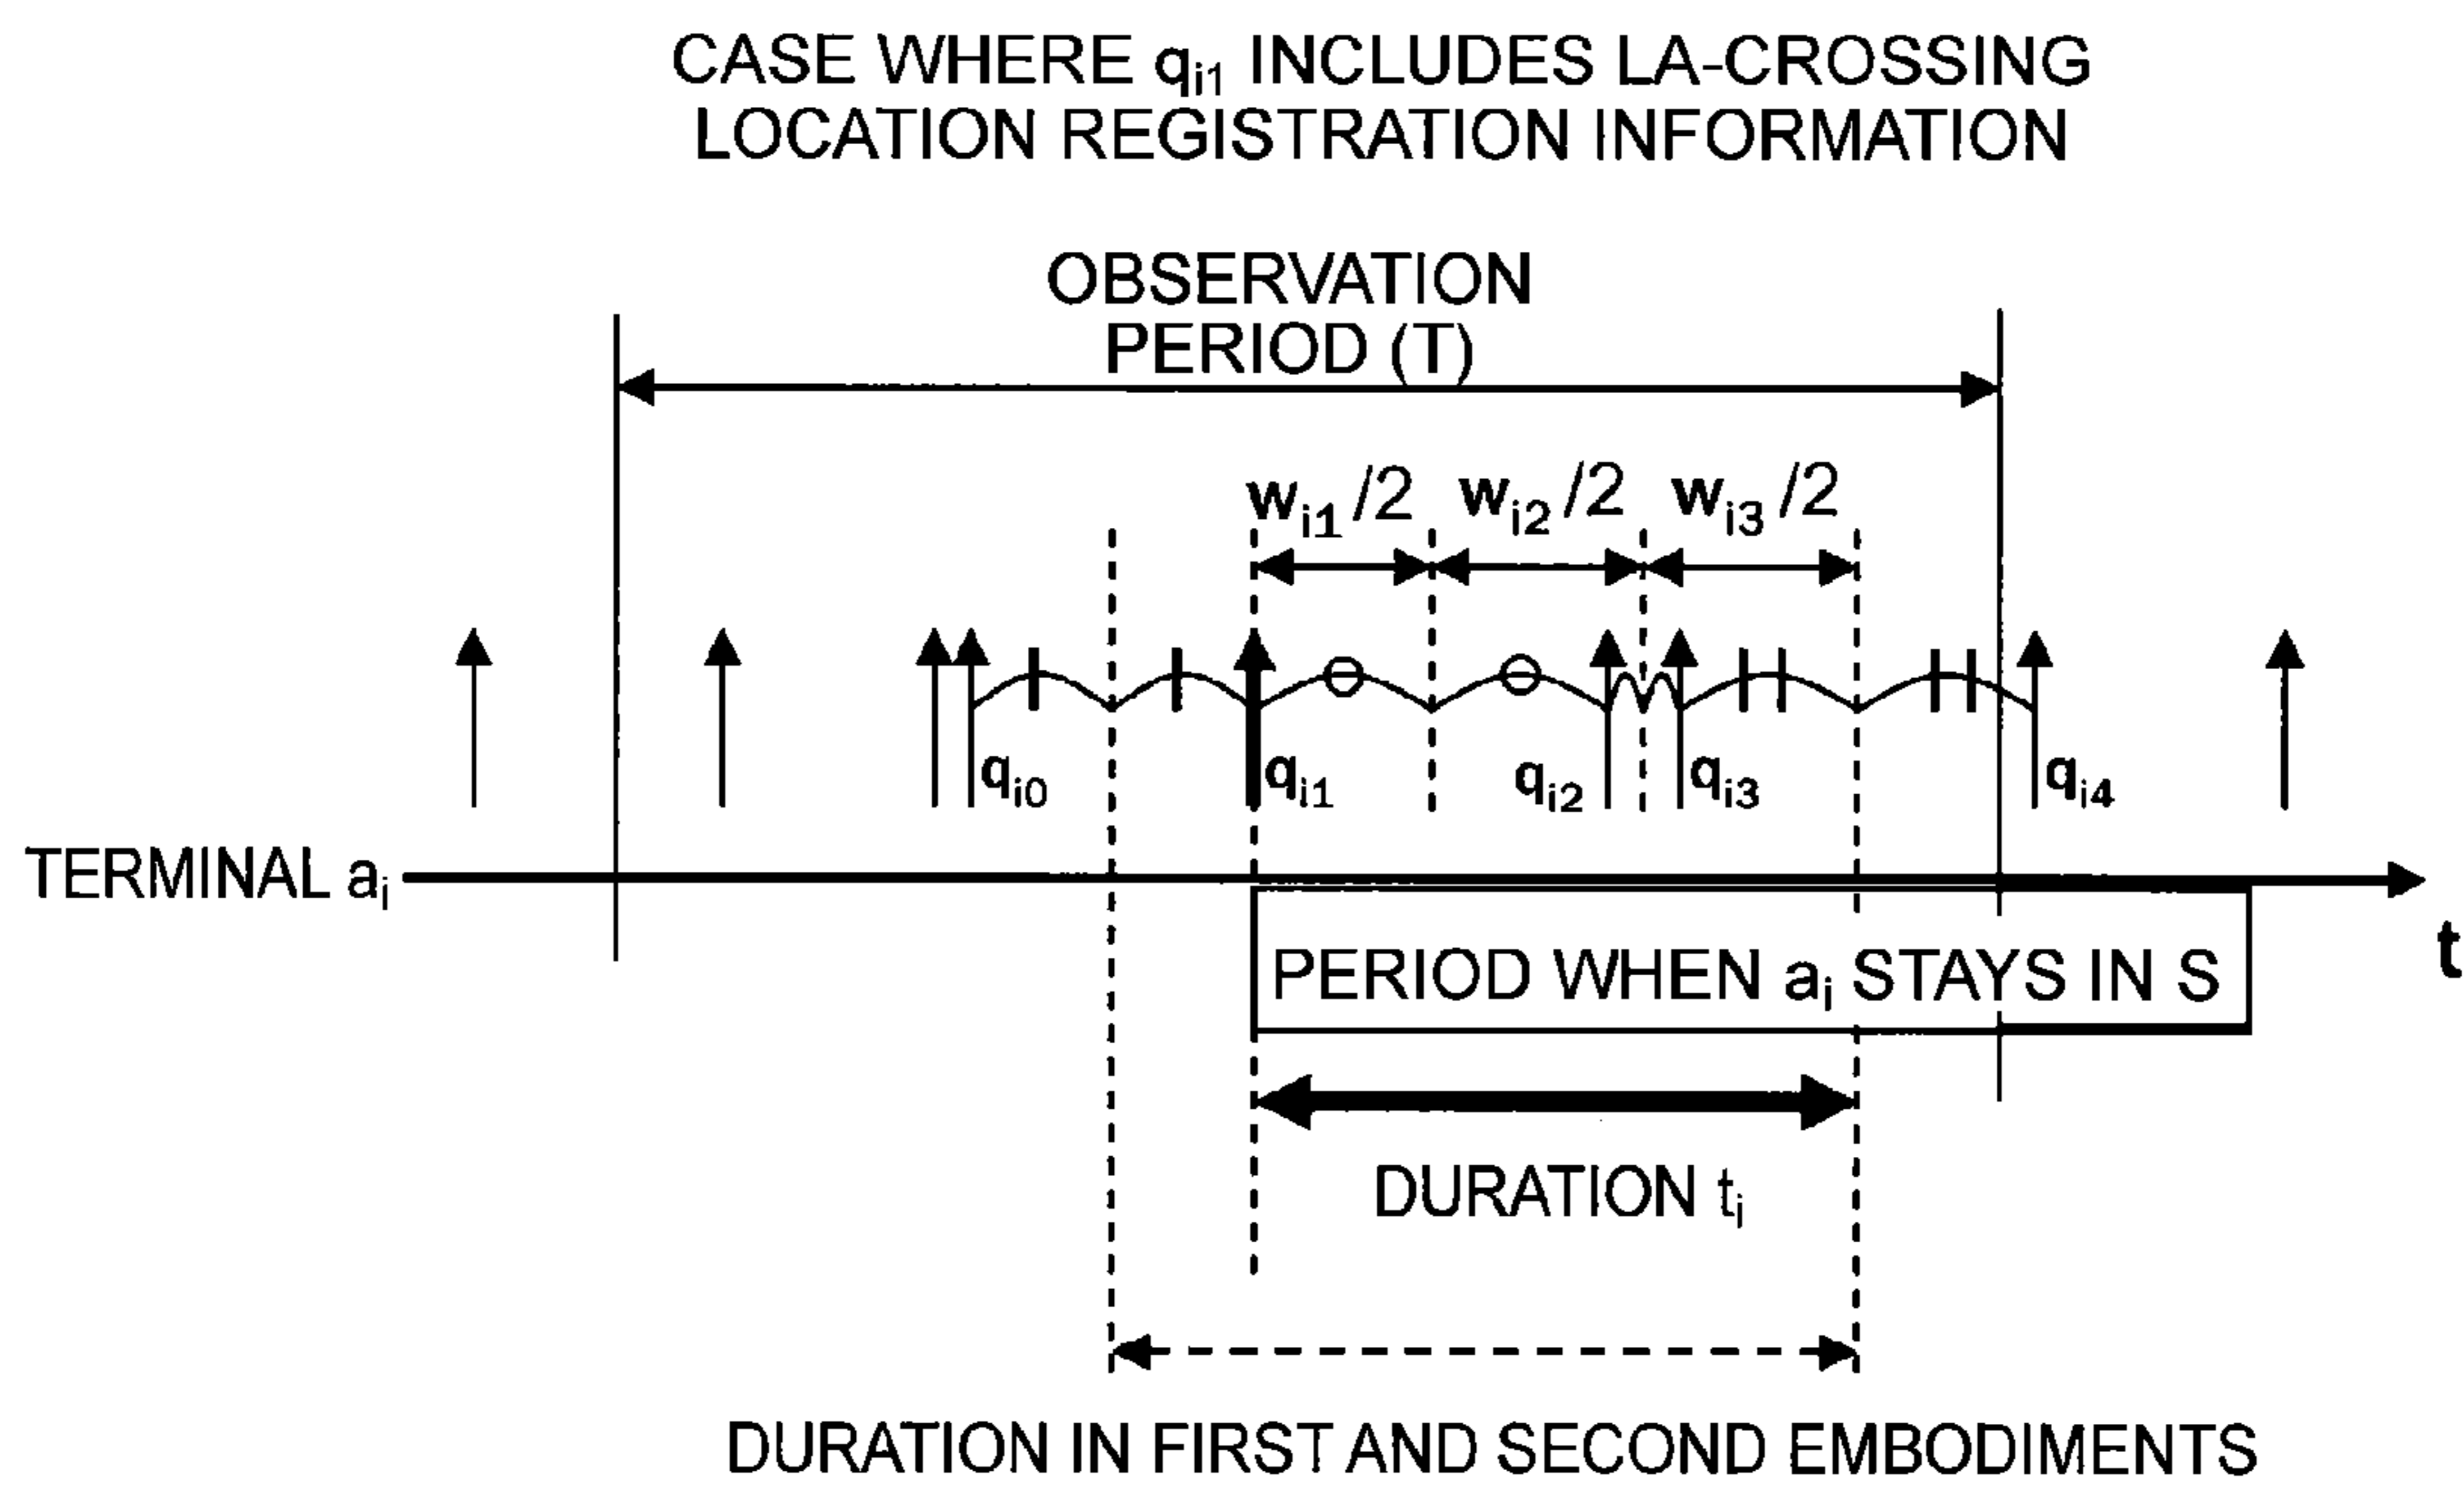 CASE WHERE qi1 INCLUDES LA-CROSSING
LOCATION REGISTRATION INFORMATION
OBSERVATION
PERIOD (T)
wi1/2 wi2/2 wi3/2
qi0 qi1 qi2 qi3 qi4
TERMINAL ai
t
PERIOD WHEN ai STAYS IN S
DURATION ti
DURATION IN FIRST AND SECOND EMBODIMENTS